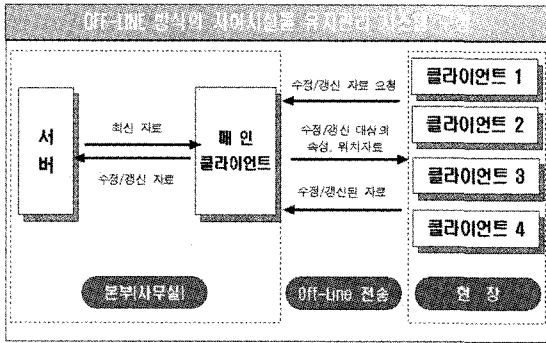 OFF-LINE 방식의 지하시설물 유지관리 시스템 구성
서
버
최신 자료
수정/갱신 자료
메 인
클라이언트
수정/갱신 자료 요청
수정/갱신 대상의
속성, 위치자료
수정/갱신된 자료
클라이언트 1
클라이언트 2
클라이언트 3
클라이언트 4
본부(사무실)
Off-Line 전송
현 장